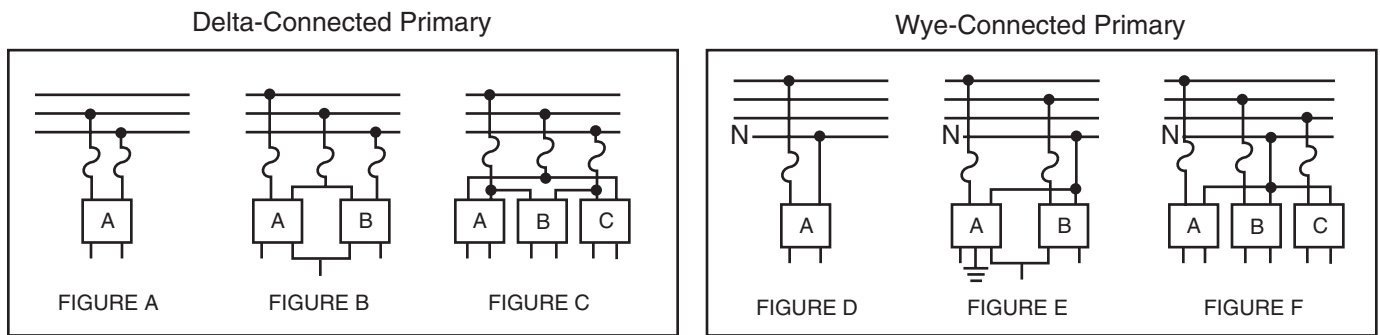 Delta-Connected Primary
Wye-Connected Primary
N
N
N
A
A
B
A
B
C
A
A
B
A
B
C
FIGURE A
FIGURE B
FIGURE C
FIGURE D
FIGURE E
FIGURE F